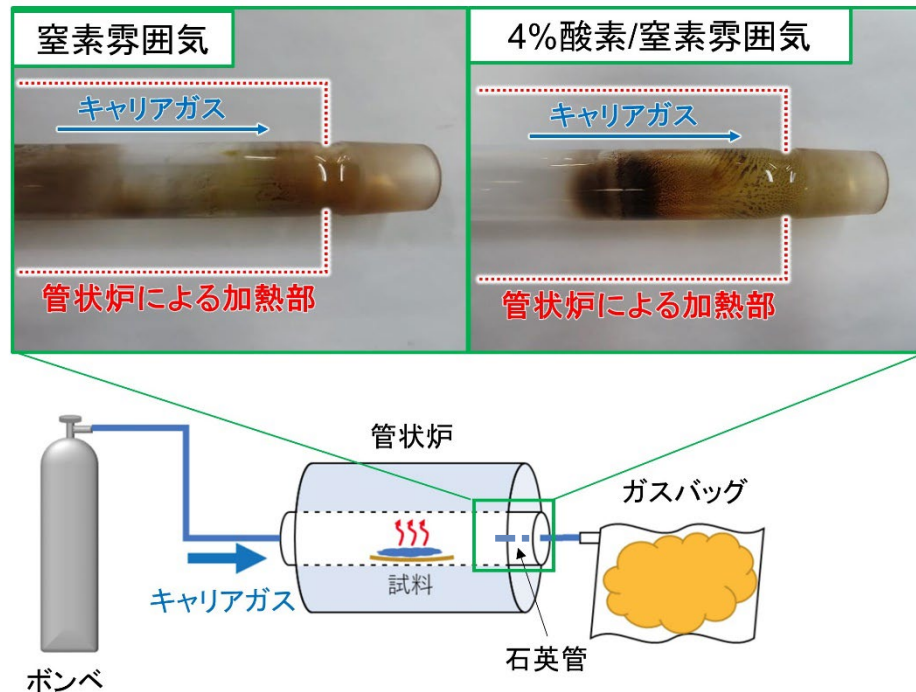 窒素雰囲気
4%酸素/窒素雰囲気
キャリアガス
キャリアガス
管状炉による加熱部
管状炉による加熱部
管状炉
ガスバッグ
試料
キャリアガス
石英管
ボンベ